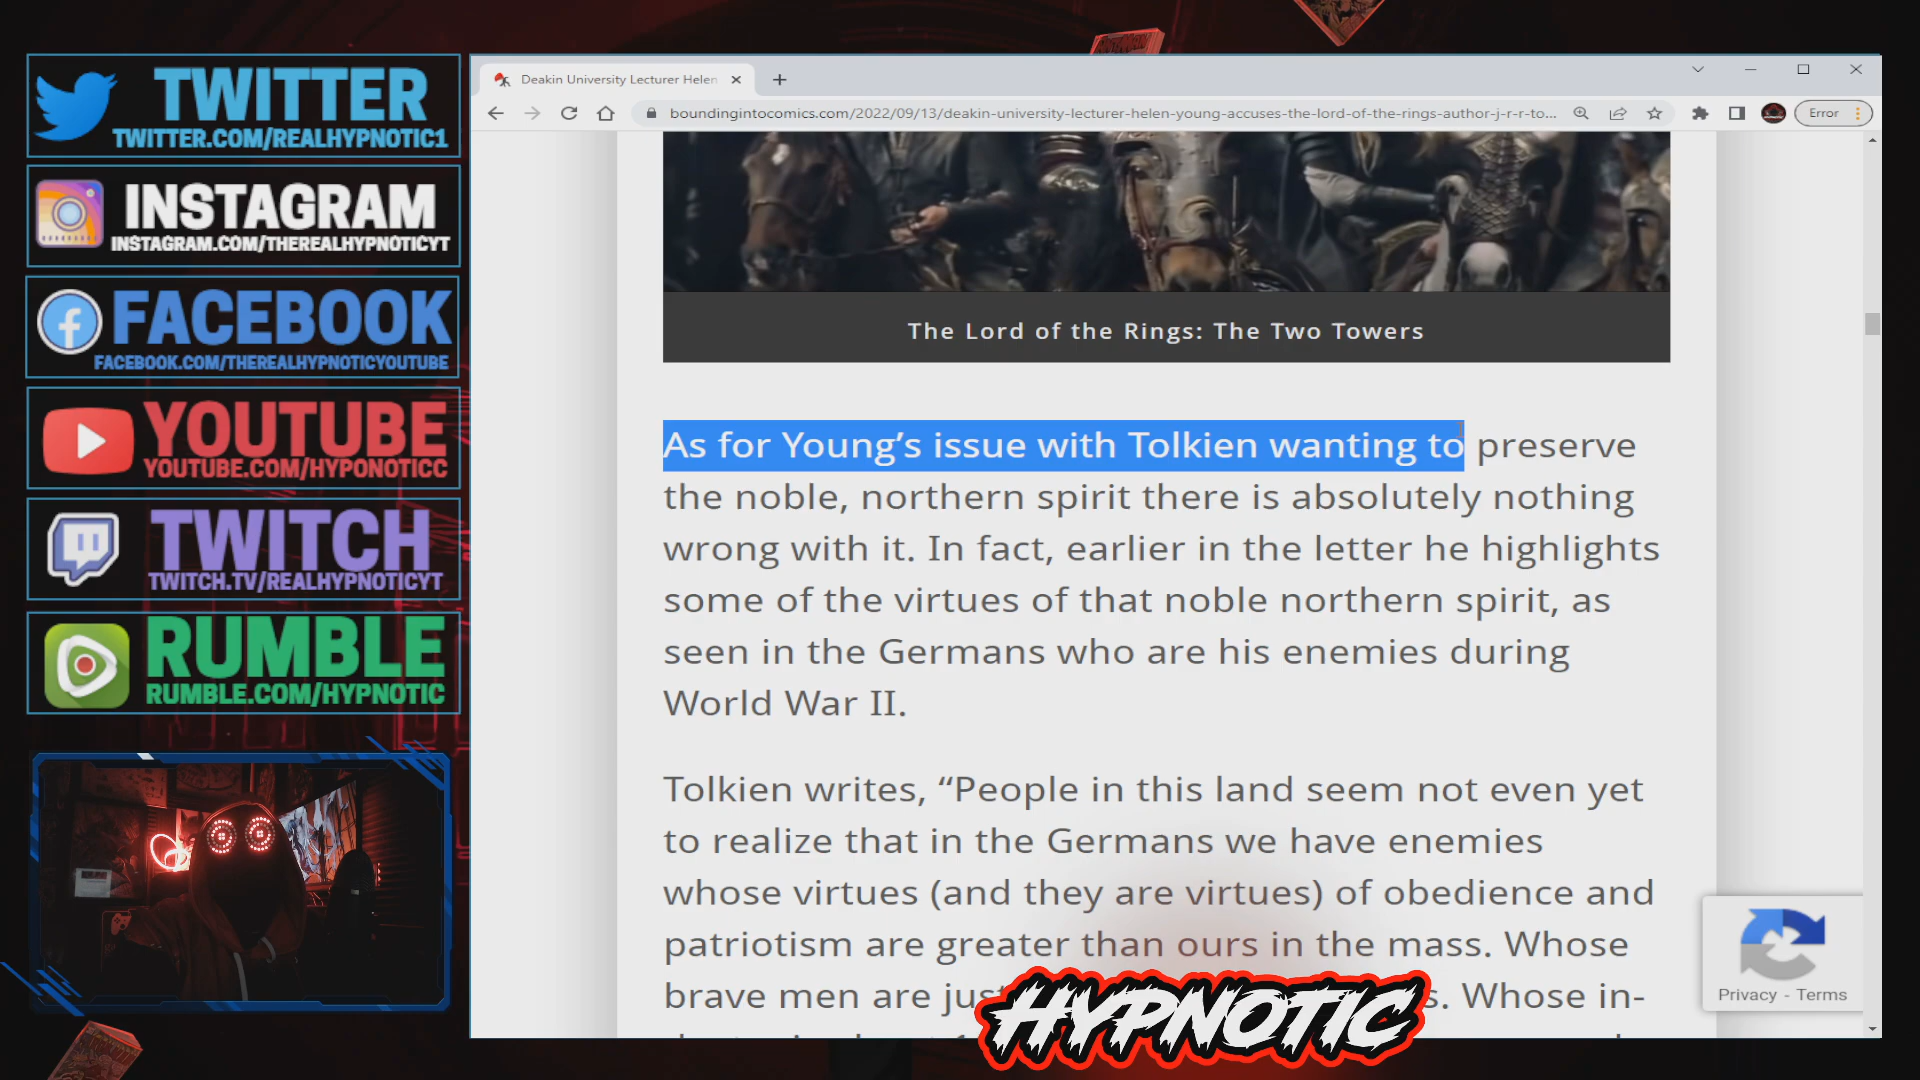 TWITTER
TWITTER.COM/REALHYPNOTIC1
INSTAGRAM
INSTAGRAM.COM/THEREALHYPNOTICYT
FACEBOOK
FACEBOOK.COM/THEREALHYPNOTICYOUTUBE
YOUTUBE
YOUTUBE.COM/HYPONOTICC
TWITCH
TWITCH.TV/REALHYPNOTICYT
RUMBLE
RUMBLE.COM/HYPNOTIC
Deakin University Lecturer Helen
boundingintocomics.com/2022/09/13/deakin-university-lecturer-helen-young-accuses-the-lord-of-the-rings-author-j-r-r-to...
Error
The Lord of the Rings: The Two Towers
As for Young’s issue with Tolkien wanting to preserve
the noble, northern spirit there is absolutely nothing
wrong with it. In fact, earlier in the letter he highlights
some of the virtues of that noble northern spirit, as
seen in the Germans who are his enemies during
World War II.
Tolkien writes, “People in this land seem not even yet
to realize that in the Germans we have enemies
whose virtues (and they are virtues) of obedience and
patriotism are greater than ours in the mass. Whose
brave men are jus s. Whose in-
HYPNOTIC
Privacy - Terms